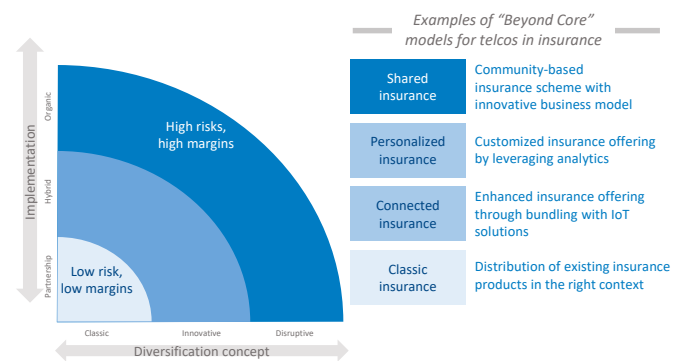 Examples of “Beyond Core”
models for telcos in insurance
Implementation
Organic
Hybrid
Partnership
High risks,
high margins
Low risk,
low margins
Classic
Innovative
Disruptive
Diversification concept
Shared
insurance
Community-based
insurance scheme with
innovative business model
Personalized
insurance
Customized insurance offering
by leveraging analytics
Connected
insurance
Enhanced insurance offering
through bundling with IoT
solutions
Classic
insurance
Distribution of existing insurance
products in the right context